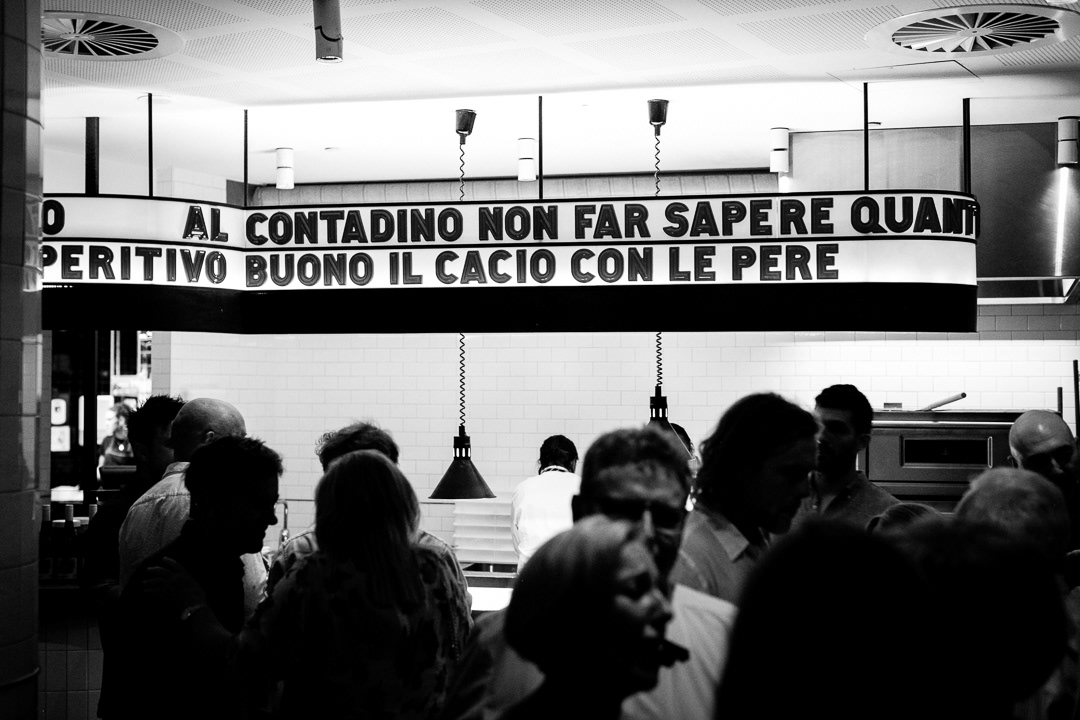 O AL CONTADINO NON FAR SAPERE QUANT
PERITIVO BUONO IL CACIO CON LE PERE